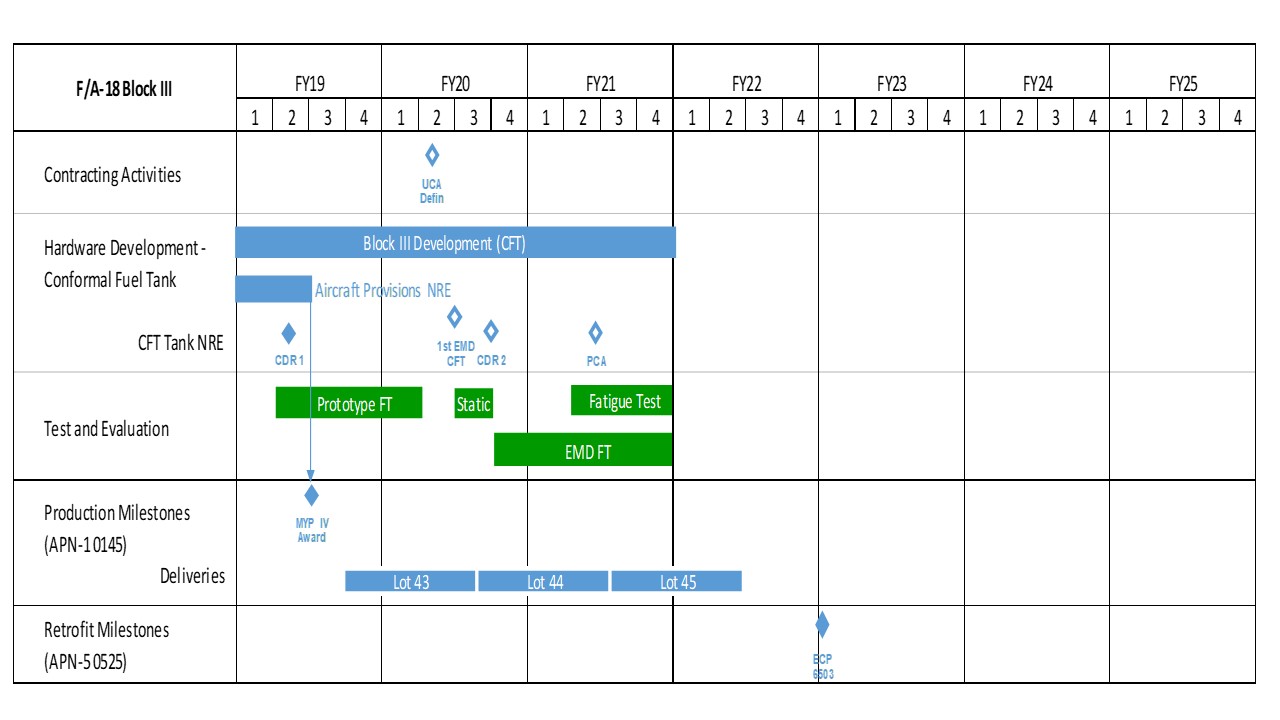 F/A-18 Block III
FY19 FY20 FY21 FY22 FY23 FY24 FY25
1 2 3 4 1 2 3 4 1 2 3 4 1 2 3 4 1 2 3 4 1 2 3 4 1 2 3 4
Contracting Activities
UCA
Defin
Hardware Development -
Conformal Fuel Tank
Block III Development (CFT)
Aircraft Provisions NRE
CFT Tank NRE
CDR 1
1st EMD
CFT
CDR 2
PCA
Test and Evaluation
Prototype FT
Static
Fatigue Test
EMD FT
Production Milestones
(APN-1 0145)
MYP IV
Award
Deliveries
Lot 43
Lot 44
Lot 45
Retrofit Milestones
(APN-5 0525)
ECP
6503